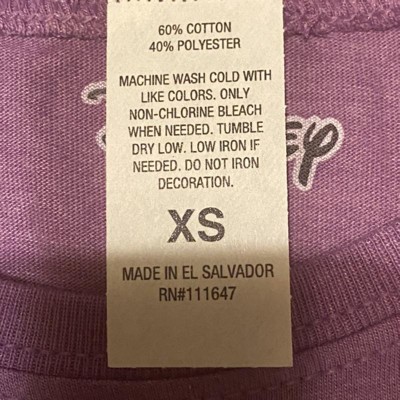 60% COTTON
40% POLYESTER
MACHINE WASH COLD WITH
LIKE COLORS. ONLY
NON-CHLORINE BLEACH
WHEN NEEDED. TUMBLE
DRY LOW. LOW IRON IF
NEEDED. DO NOT IRON
DECORATION.
XS
MADE IN EL SALVADOR
RN#111647